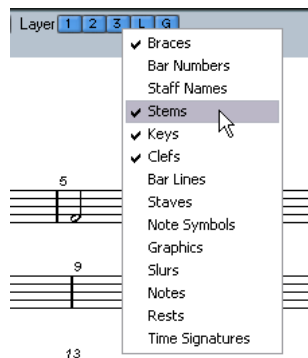 Layer 1 2 3 L G
Braces
Bar Numbers
Staff Names
Stems
Keys
Clefs
Bar Lines
Staves
Note Symbols
Graphics
Slurs
Notes
Rests
Time Signatures
5
9
13